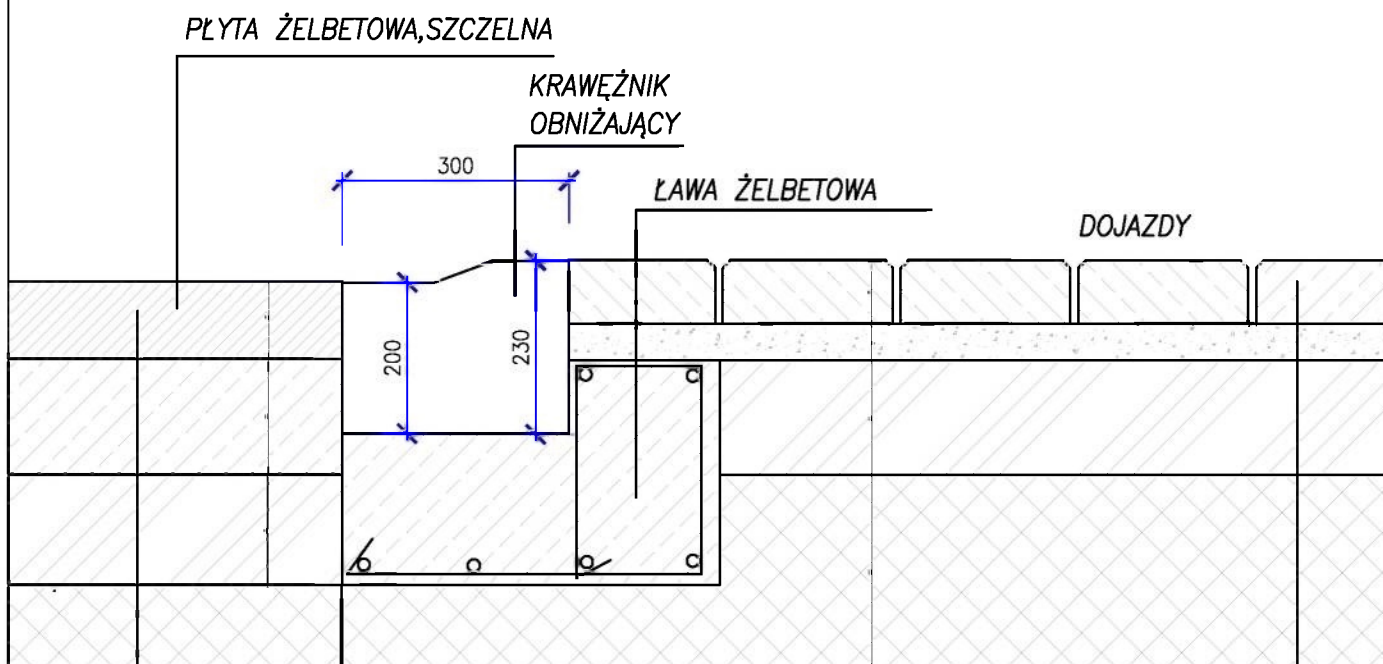 PŁYTA ŻELBETOWA,SZCZELNA
KRAWĘŻNIK
OBNIŻAJĄCY
300
ŁAWA ŻELBETOWA
DOJAZDY
200
230